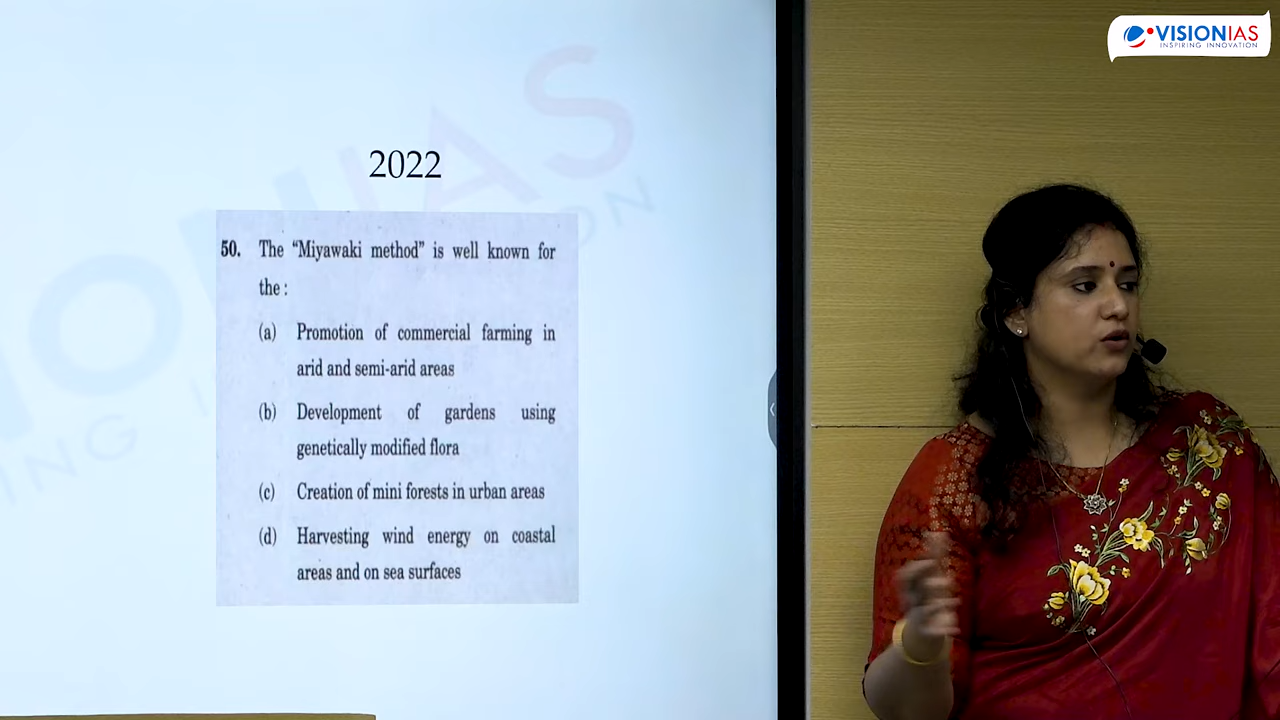 VISIONIAS
INSPIRING INNOVATION
2022
50. The “Miyawaki method” is well known for
the :
(a) Promotion of commercial farming in
arid and semi-arid areas
(b) Development of gardens using
genetically modified flora
(c) Creation of mini forests in urban areas
(d) Harvesting wind energy on coastal
areas and on sea surfaces